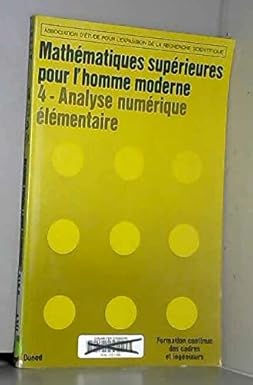 ASSOCIATION D'ÉTUDE POUR L'EXPANSION DE LA RECHERCHE SCIENTIFIQUE
Mathématiques supérieures
pour l'homme moderne
4 - Analyse numérique
élémentaire
Formation continue
des cadres
et ingénieurs
Dunod